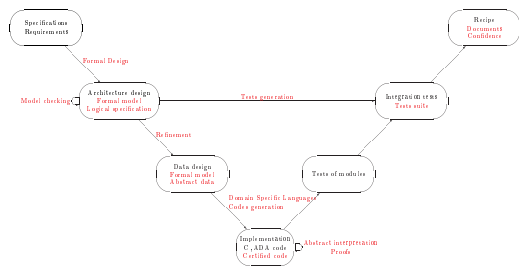 Specifications
Requirements
Recipe
Documents
Confidence
Formal Design
Architecture design
Formal model
Logical specification
Model checking
Tests generation
Integration tests
Tests suite
Refinement
Data design
Formal model
Abstract data
Tests of modules
Domain Specific Languages
Codes generation
Implementation
C, ADA code
Certified code
Abstract interpretation
Proofs